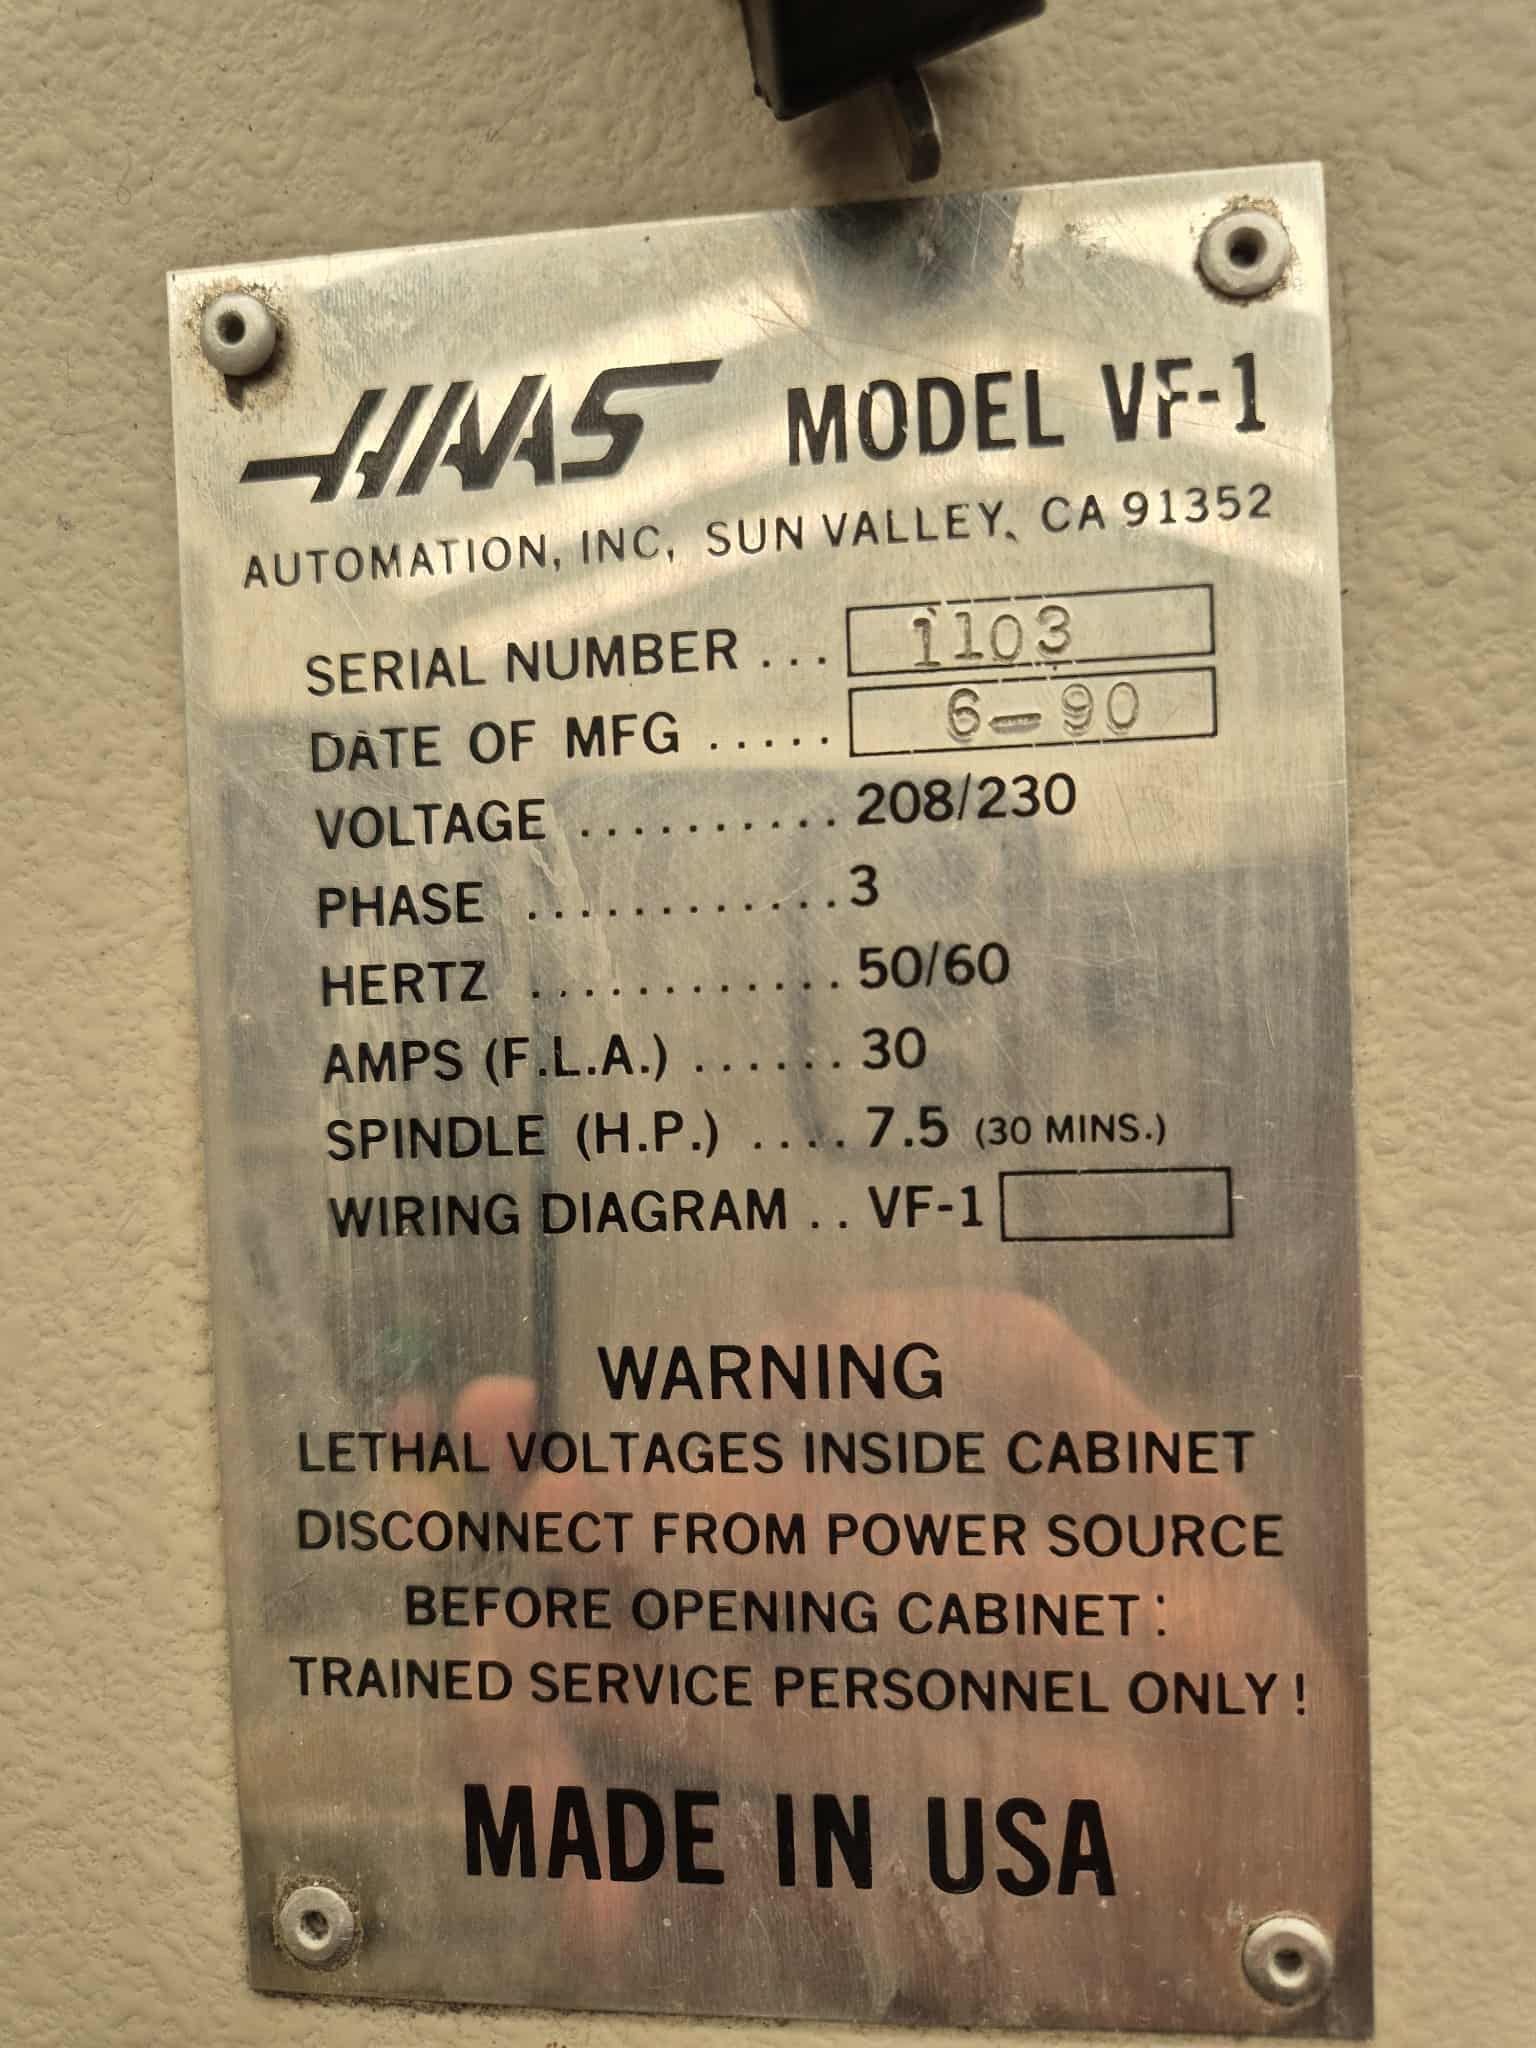 HAAS MODEL VF-1
AUTOMATION, INC, SUN VALLEY, CA 91352
SERIAL NUMBER ... 1103
DATE OF MFG ..... 6-90
VOLTAGE .......... 208/230
PHASE ............ 3
HERTZ ............ 50/60
AMPS (F.L.A.) ...... 30
SPINDLE (H.P.) .... 7.5 (30 MINS.)
WIRING DIAGRAM .. VF-1
WARNING
LETHAL VOLTAGES INSIDE CABINET
DISCONNECT FROM POWER SOURCE
BEFORE OPENING CABINET:
TRAINED SERVICE PERSONNEL ONLY!
MADE IN USA